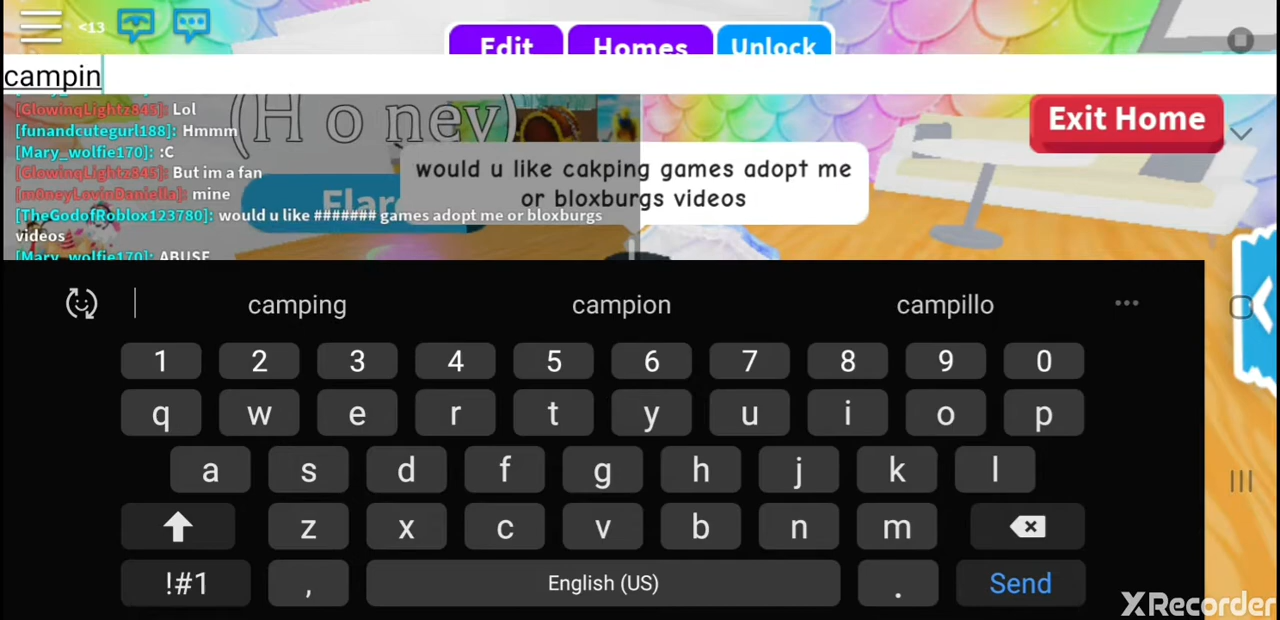 <13
Edit
Homes
Unlock
campin
[GlowingLightz845]: Lol
[funandcutegurl188]: Hmmm
[Mary_wolfie170]: :C
[GlowingLightz845]: But im a fan
[m0neyLovinDaniella]: mine
[TheGodofRoblox123780]: would u like ####### games adopt me or bloxburgs
videos
[Mary_wolfie170]: ABUSE
(Honey)
would u like cakping games adopt me
or bloxburgs videos
Exit Home
camping
campion
campillo
1 2 3 4 5 6 7 8 9 0
q w e r t y u i o p
a s d f g h j k l
z x c v b n m
!#1 , English (US) . Send
XRecorder